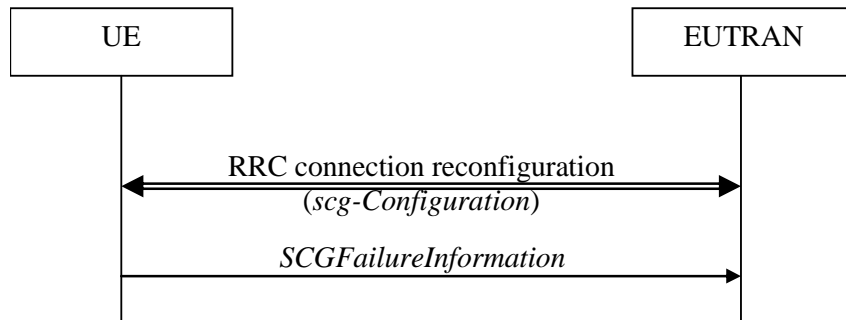 UE
EUTRAN
RRC connection reconfiguration
(scg-Configuration)
SCGFailureInformation